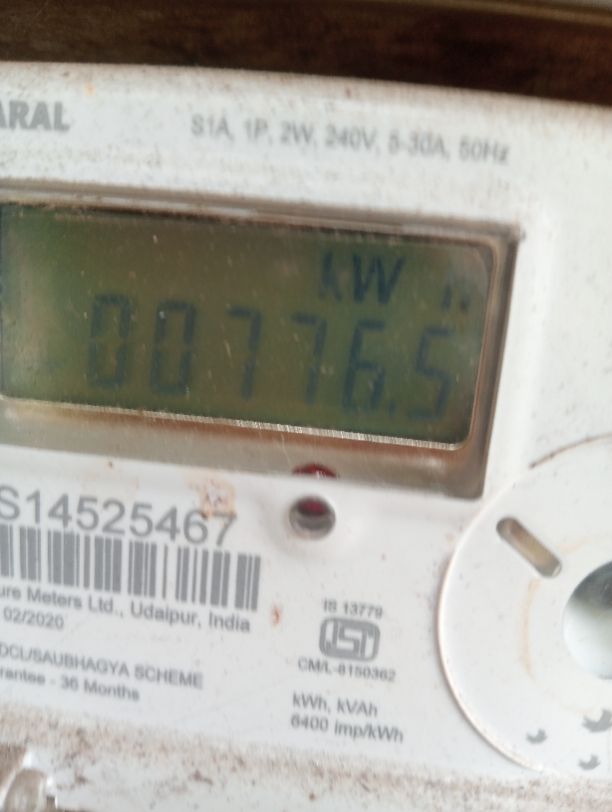 ARAL
S1A, 1P, 2W, 240V, 5-30A, 50Hz
kW h
00776.5
S14525467
ure Meters Ltd., Udaipur, India
02/2020
DCL/SAUBHAGYA SCHEME
rantee - 36 Months
IS 13779
ISI
CM/L-8150362
kWh, kVAh
6400 imp/kWh